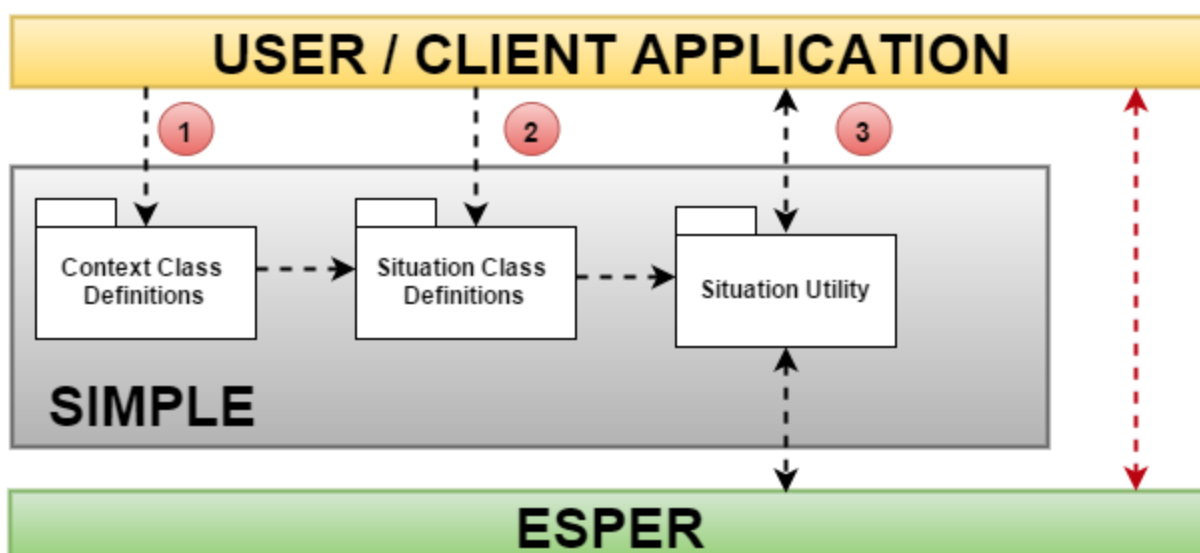 USER / CLIENT APPLICATION
1
2
3
Context Class
Definitions
Situation Class
Definitions
Situation Utility
SIMPLE
ESPER